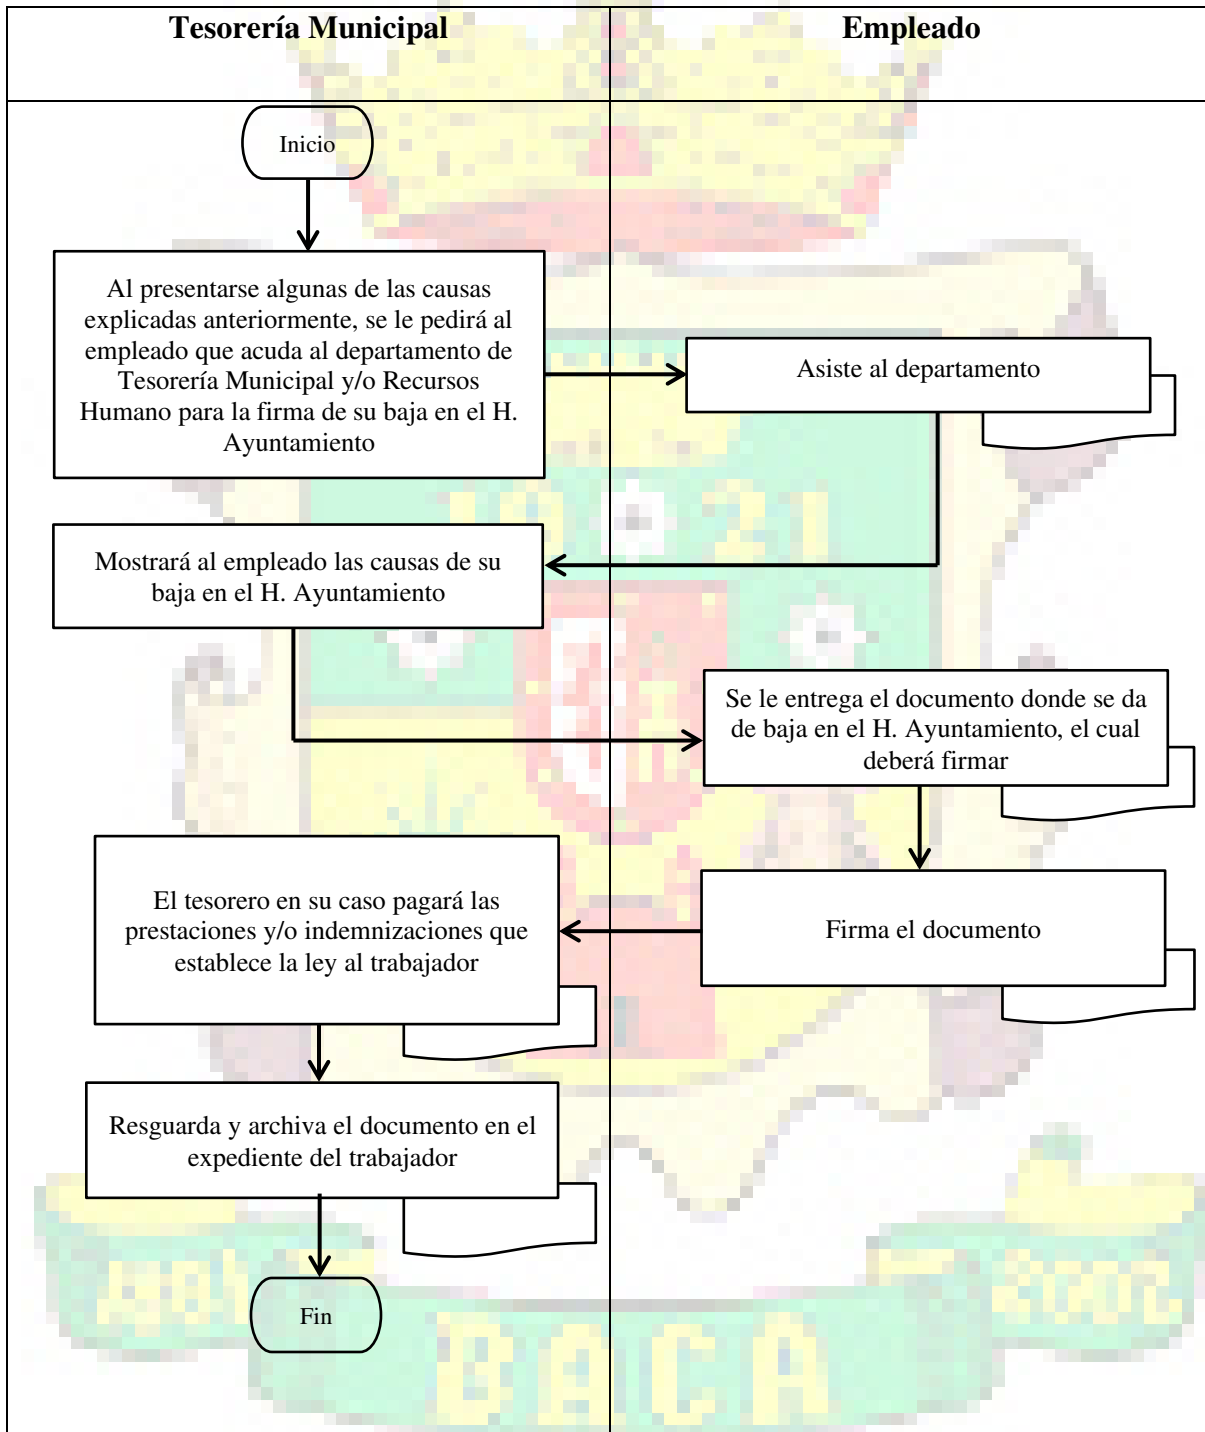 Tesorería Municipal
Empleado
Inicio
Al presentarse algunas de las causas
explicadas anteriormente, se le pedirá al
empleado que acuda al departamento de
Tesorería Municipal y/o Recursos
Humano para la firma de su baja en el H.
Ayuntamiento
Asiste al departamento
Mostrará al empleado las causas de su
baja en el H. Ayuntamiento
Se le entrega el documento donde se da
de baja en el H. Ayuntamiento, el cual
deberá firmar
Firma el documento
El tesorero en su caso pagará las
prestaciones y/o indemnizaciones que
establece la ley al trabajador
Resguarda y archiva el documento en el
expediente del trabajador
Fin
BACA